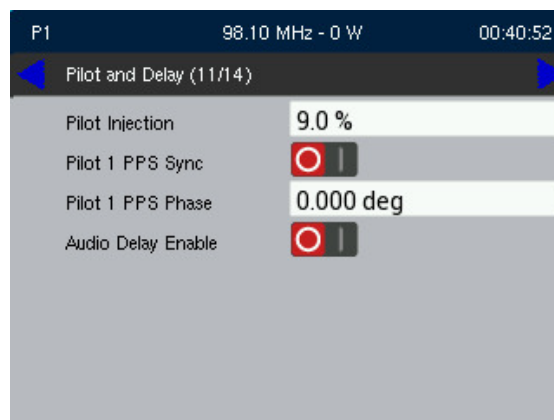 P1 98.10 MHz - 0 W 00:40:52
Pilot and Delay (11/14)
Pilot Injection 9.0 %
Pilot 1 PPS Sync
Pilot 1 PPS Phase 0.000 deg
Audio Delay Enable